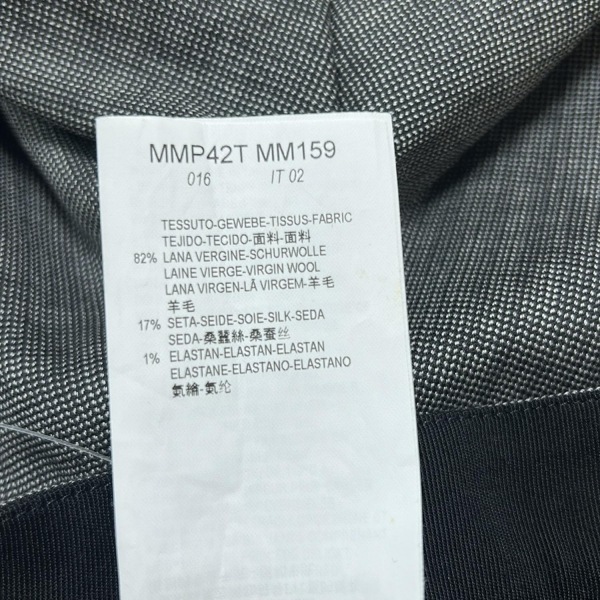 MMP42T MM159
016 IT 02
TESSUTO-GEWEBE-TISSUS-FABRIC
TEJIDO-TECIDO-面料-面料
82% LANA VERGINE-SCHURWOLLE
LAINE VIERGE-VIRGIN WOOL
LANA VIRGEN-LÃ VIRGEM-羊毛
羊毛
17% SETA-SEIDE-SOIE-SILK-SEDA
SEDA-桑蠶絲-桑蚕丝
1% ELASTAN-ELASTAN-ELASTAN
ELASTANE-ELASTANO-ELASTANO
氨綸-氨纶